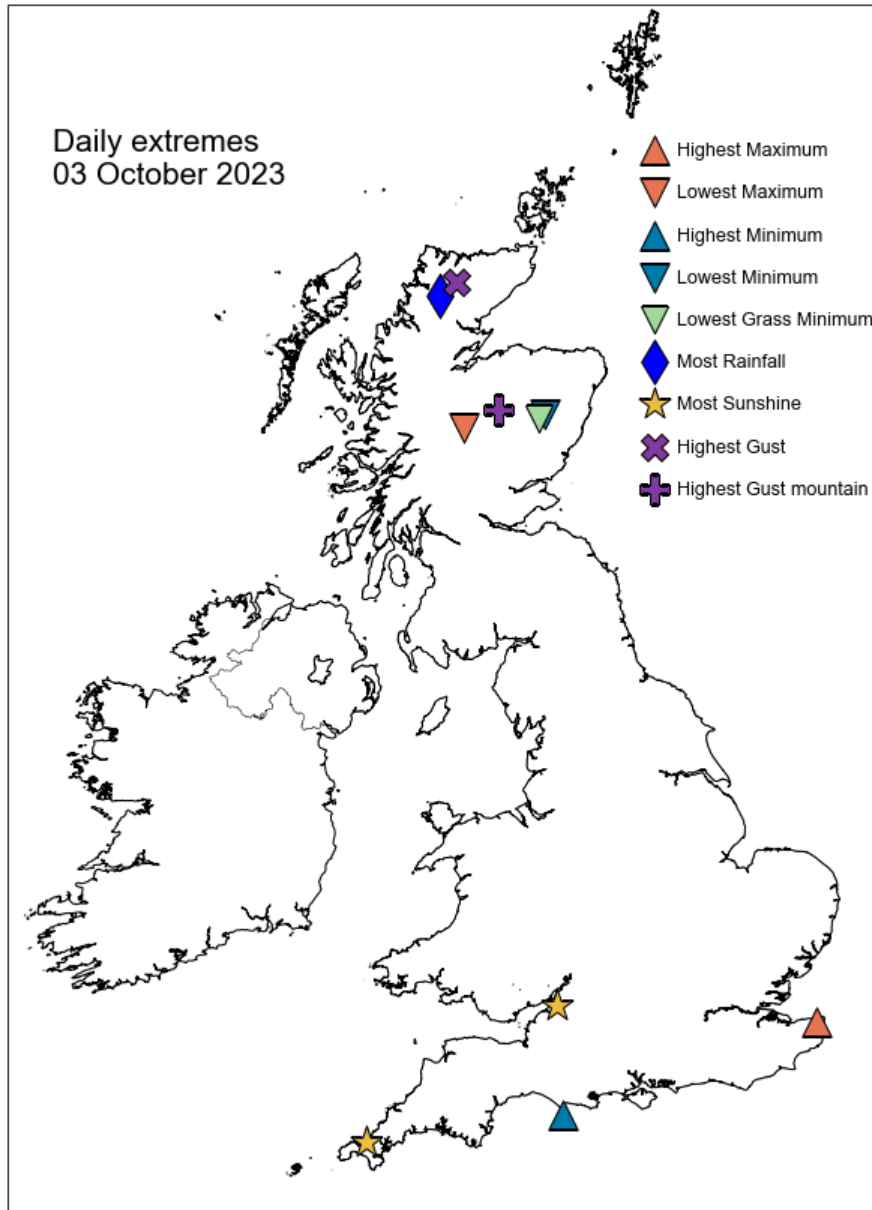 Daily extremes
03 October 2023
Highest Maximum
Lowest Maximum
Highest Minimum
Lowest Minimum
Lowest Grass Minimum
Most Rainfall
Most Sunshine
Highest Gust
Highest Gust mountain